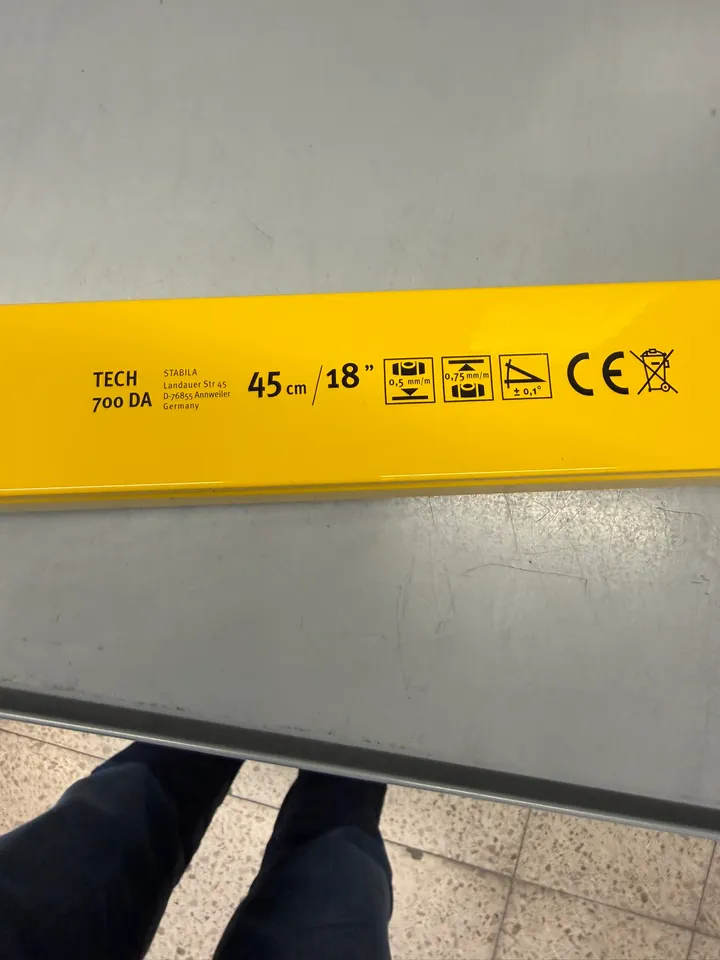 TECH
700 DA
STABILA
Landauer Str 45
D-76855 Annweiler
Germany
45 cm / 18"
0,5 mm/m
0,75 mm/m
± 0,1°
CE